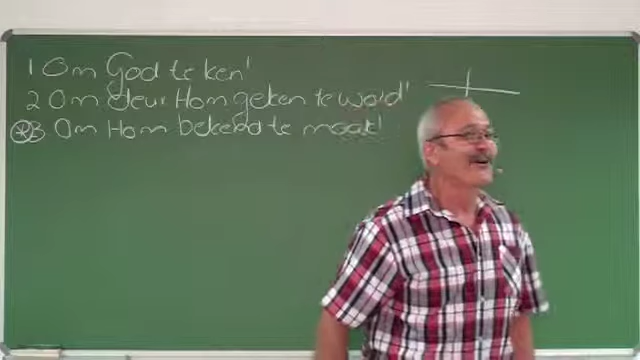 1 Om God te ken!
2 Om deur Hom geken te word!
3 Om Hom bekend te maak!